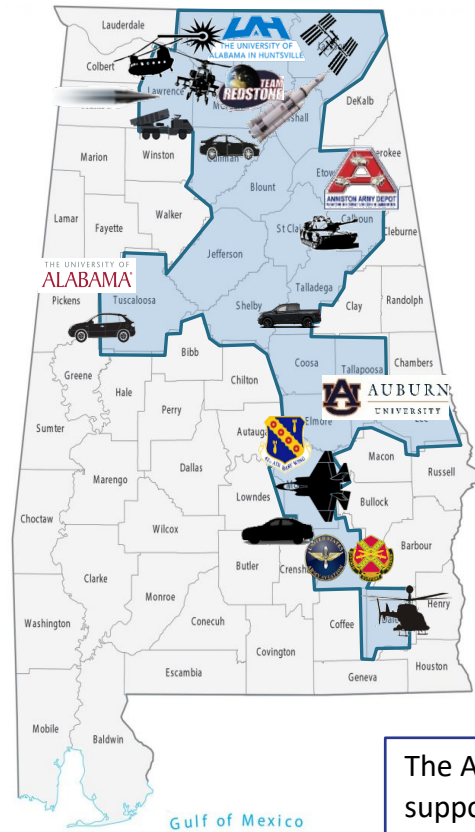 Lauderdale
Colbert
UAH
THE UNIVERSITY OF
ALABAMA IN HUNTSVILLE
Lawrence
TEAM
REDSTONE
DeKalb
Marion
Winston
Blount
ANNISTON ARMY DEPOT
Lamar
Fayette
Walker
St Clair
Calhoun
Cleburne
Jefferson
THE UNIVERSITY OF
ALABAMA
Talladega
Pickens
Tuscaloosa
Shelby
Clay
Randolph
Bibb
Coosa
Tallapoosa
Chambers
Greene
Hale
Chilton
Perry
AUBURN
UNIVERSITY
Sumter
Autauga
Elmore
Macon
Russell
Marengo
Dallas
Lowndes
Bullock
Choctaw
Wilcox
Barbour
Butler
Clarke
Monroe
Henry
Washington
Conecuh
Coffee
Covington
Houston
Escambia
Geneva
Mobile
Baldwin
The A
Gulf of Mexico